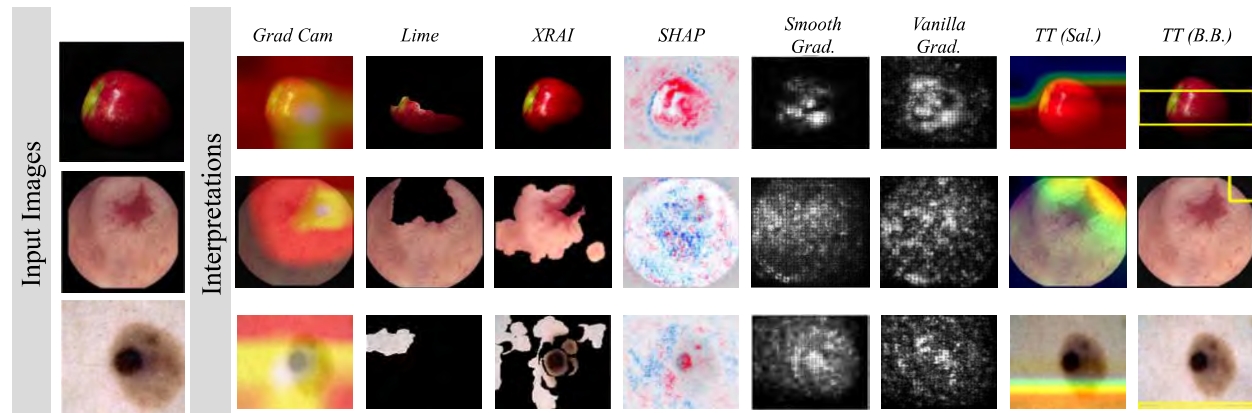 Input Images
Interpretations
Grad Cam
Lime
XRAI
SHAP
Smooth
Grad.
Vanilla
Grad.
TT (Sal.)
TT (B.B.)